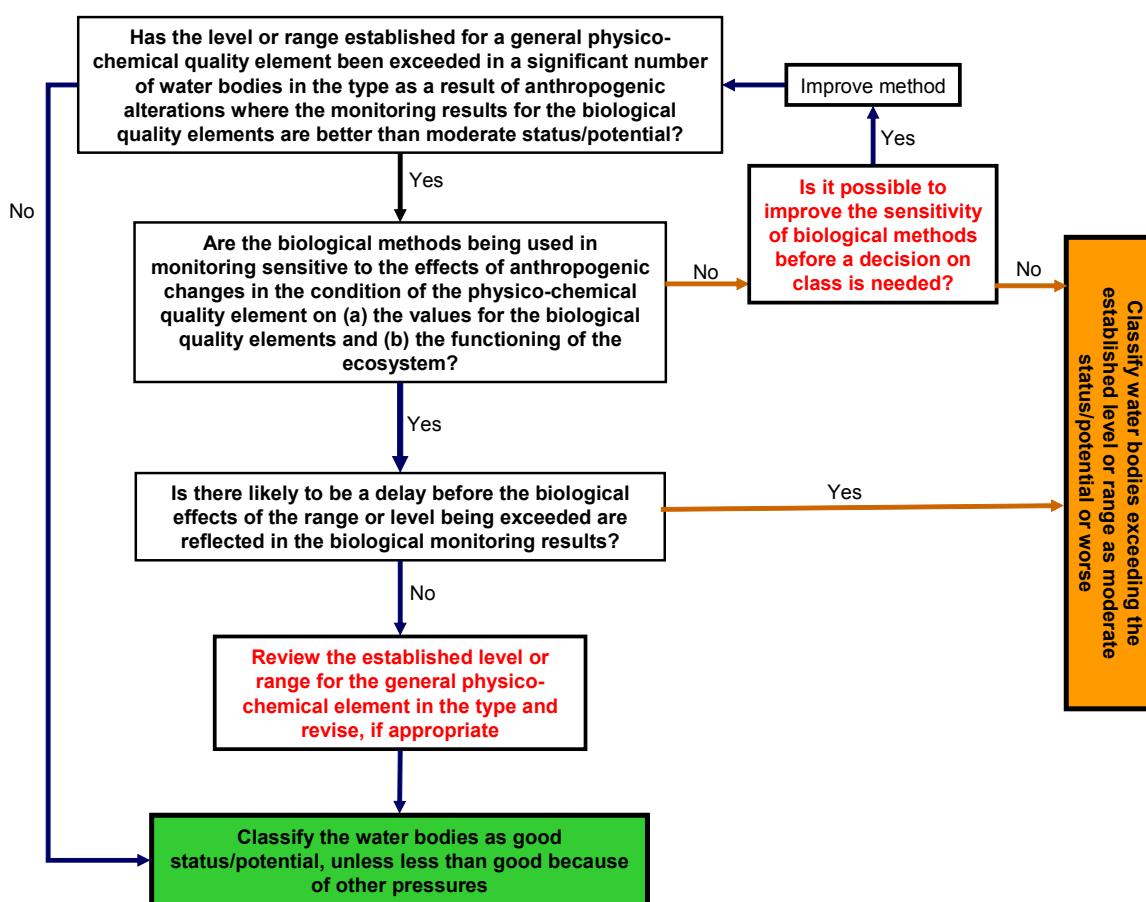 Has the level or range established for a general physico-
chemical quality element been exceeded in a significant number
of water bodies in the type as a result of anthropogenic
alterations where the monitoring results for the biological
quality elements are better than moderate status/potential?
Improve method
Yes
Yes
No
Is it possible to
improve the sensitivity
of biological methods
before a decision on
class is needed?
Are the biological methods being used in
monitoring sensitive to the effects of anthropogenic
changes in the condition of the physico-chemical
quality element on (a) the values for the biological
quality elements and (b) the functioning of the
ecosystem?
No
No
Classify water bodies exceeding the
established level or range as moderate
status/potential or worse
Yes
Is there likely to be a delay before the biological
effects of the range or level being exceeded are
reflected in the biological monitoring results?
Yes
No
Review the established level or
range for the general physico-
chemical element in the type and
revise, if appropriate
Classify the water bodies as good
status/potential, unless less than good because
of other pressures